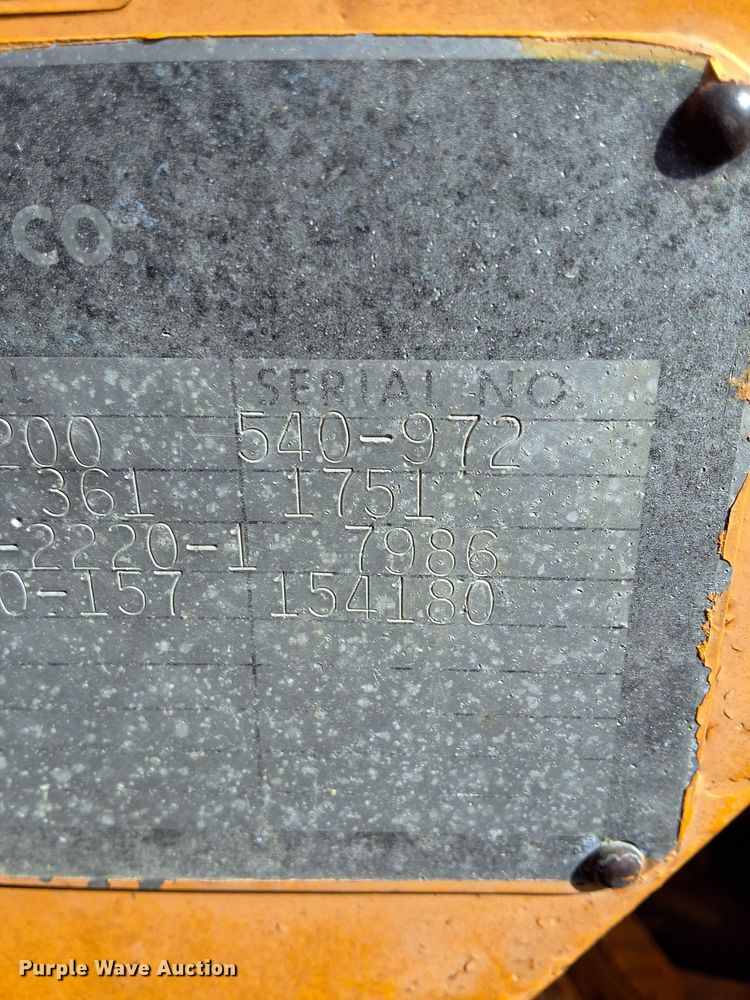 CO.
L SERIAL NO.
200 540-972
361 1751
-2220-1 7986
0-157 154180
Purple Wave Auction